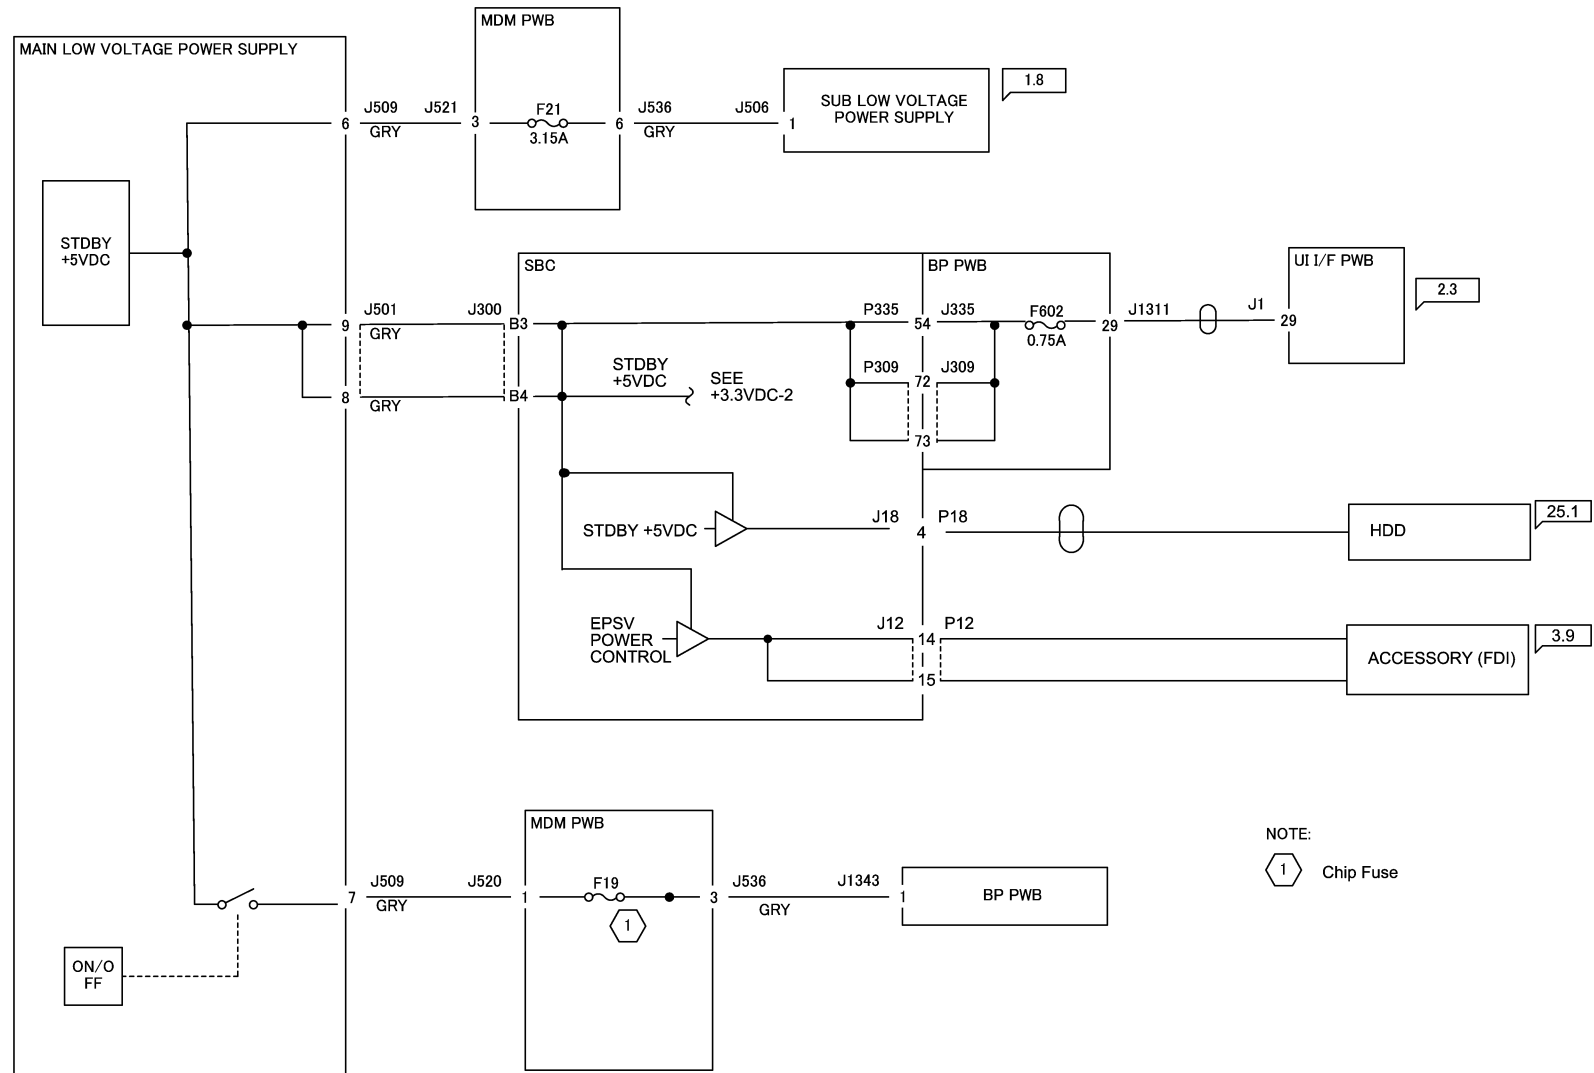 MDM PWB
MAIN LOW VOLTAGE POWER SUPPLY
1.8
J509 J521 F21 J536 J506
SUB LOW VOLTAGE
POWER SUPPLY
6 3 6 1
GRY 3.15A GRY
STDBY
+5VDC
SBC BP PWB UI I/F PWB
2.3
J501 J300 P335 J335 F602 J1311 J1
9 B3 54 29 29
GRY 0.75A
STDBY
+5VDC
SEE
+3.3VDC-2
P309 72 J309
8 GRY B4
73
25.1
J18 P18
STDBY +5VDC 4 HDD
EPSV
POWER
CONTROL
J12 P12
14
15
3.9
ACCESSORY (FDI)
MDM PWB
NOTE:
1 Chip Fuse
J509 J520 F19 J536 J1343
7 1 3 1 BP PWB
GRY GRY
1
ON/O
FF